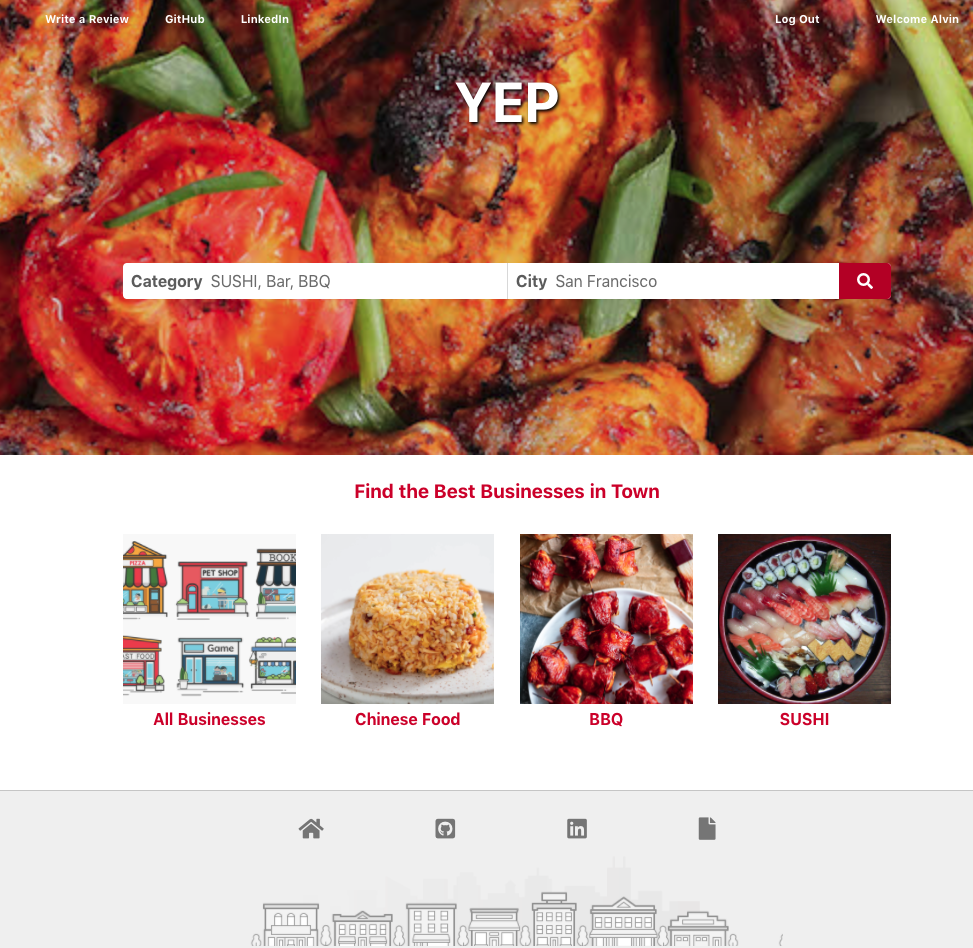 Write a Review GitHub LinkedIn Log Out Welcome Alvin
YEP
Category SUSHI, Bar, BBQ City San Francisco
Find the Best Businesses in Town
PIZZA
PET SHOP
BOOK
AST FOOD
Game
All Businesses Chinese Food BBQ SUSHI
in